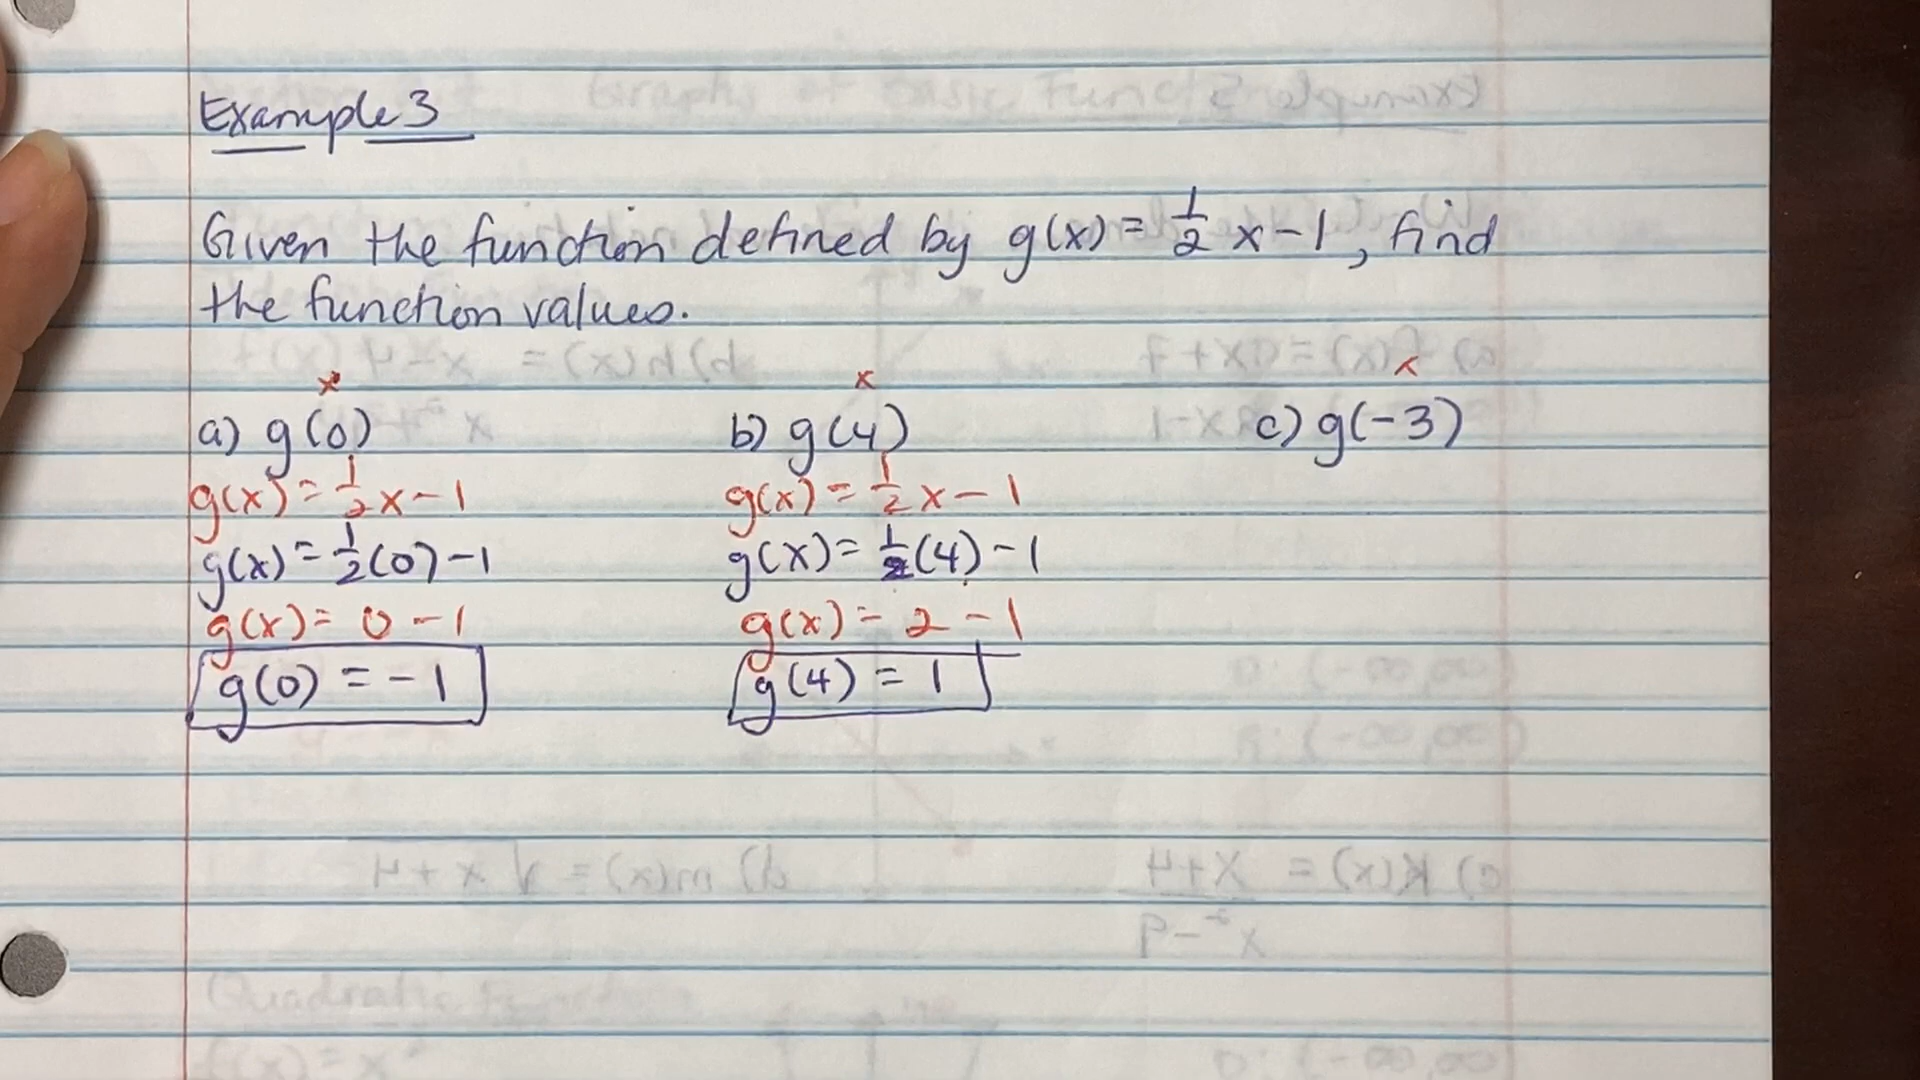 Example 3
Given the function defined by g(x) = 1/2 x - 1, find
the function values.
x x x
a) g(0) b) g(4) c) g(-3)
g(x) = 1/2 x - 1 g(x) = 1/2 x - 1
g(x) = 1/2 (0) - 1 g(x) = 1/2 (4) - 1
g(x) = 0 - 1 g(x) = 2 - 1
g(0) = -1 g(4) = 1